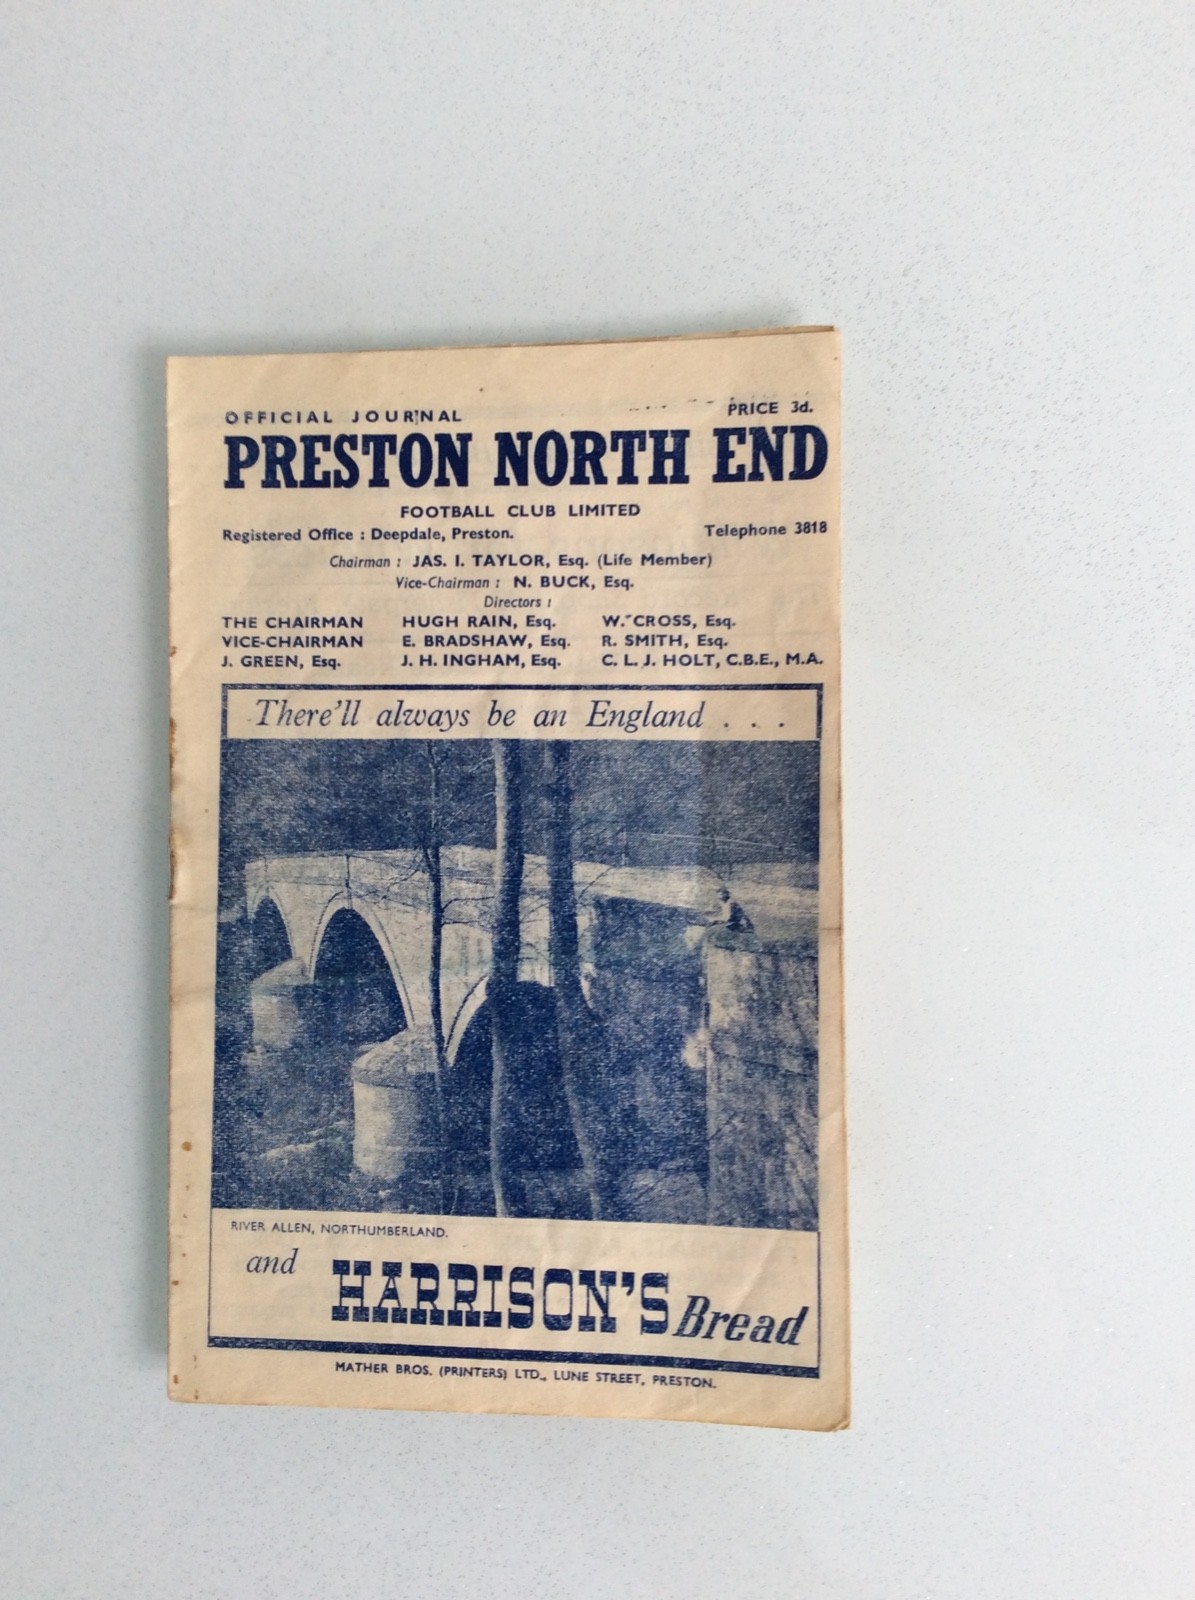 OFFICIAL JOURNAL PRICE 3d.
PRESTON NORTH END
FOOTBALL CLUB LIMITED
Registered Office : Deepdale, Preston. Telephone 3818
Chairman : JAS. I. TAYLOR, Esq. (Life Member)
Vice-Chairman : N. BUCK, Esq.
Directors :
THE CHAIRMAN HUGH RAIN, Esq. W. CROSS, Esq.
VICE-CHAIRMAN E. BRADSHAW, Esq. R. SMITH, Esq.
J. GREEN, Esq. J. H. INGHAM, Esq. C. L. J. HOLT, C.B.E., M.A.
There'll always be an England . . .
RIVER ALLEN, NORTHUMBERLAND.
and HARRISON'S Bread
MATHER BROS. (PRINTERS) LTD., LUNE STREET, PRESTON.